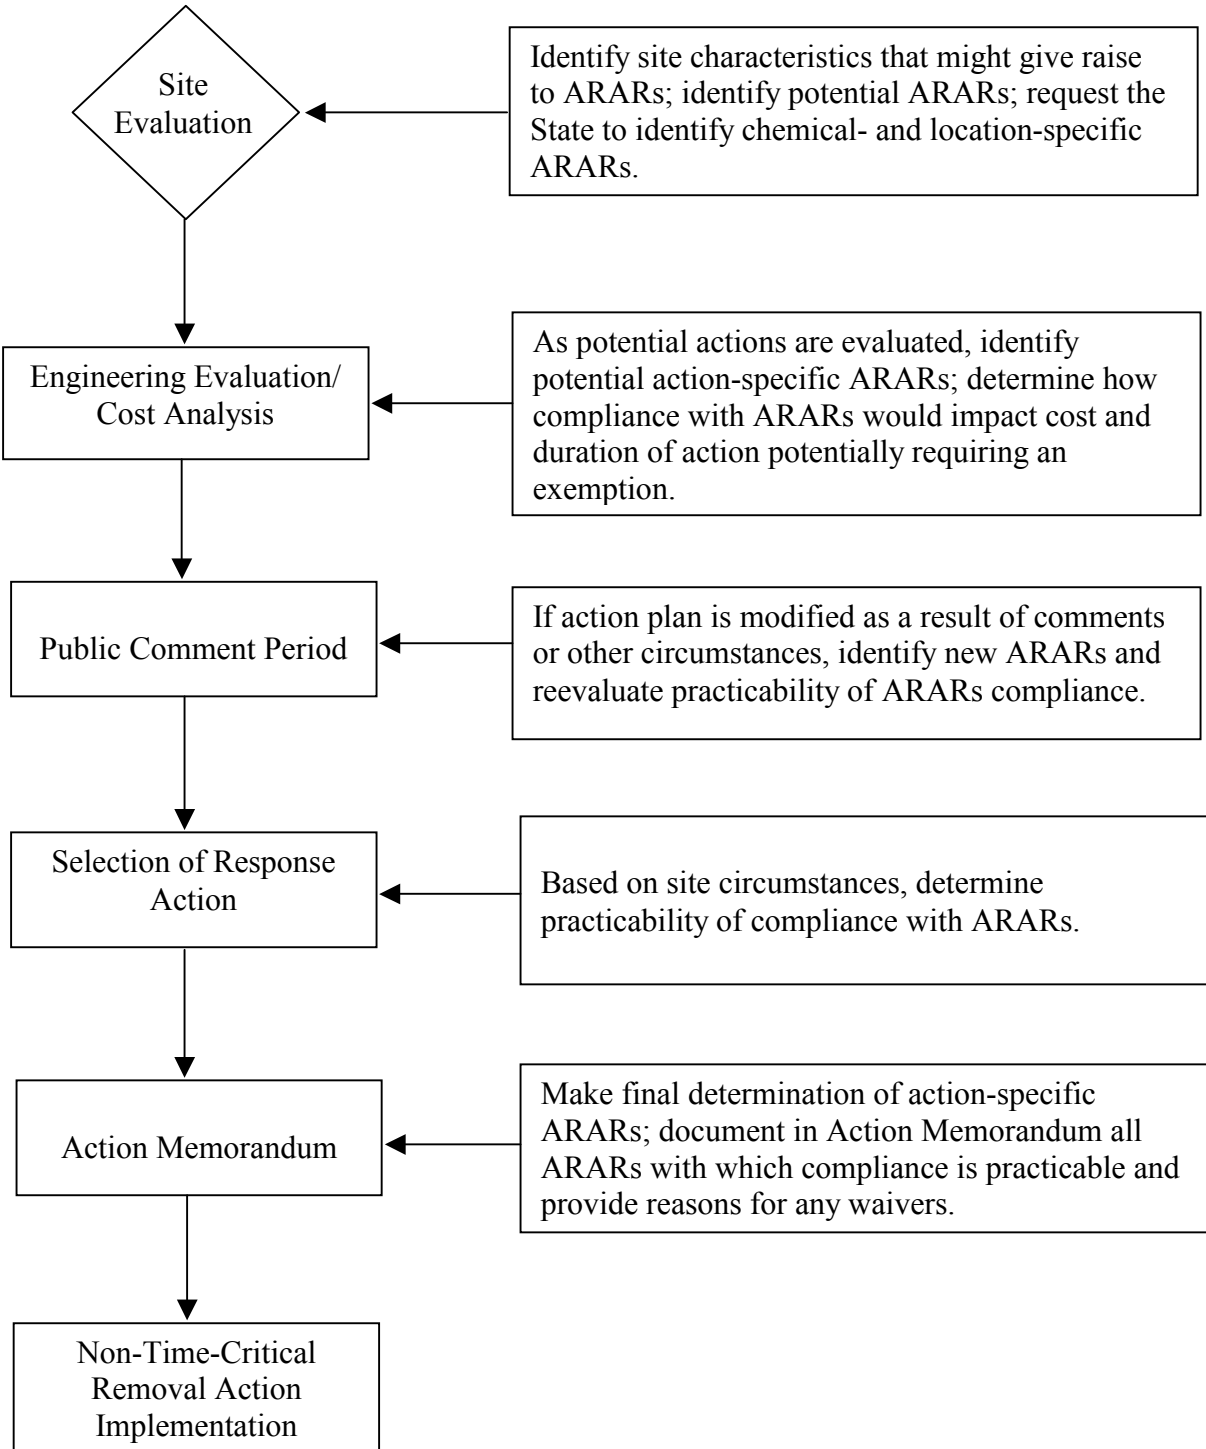 Site
Evaluation
Identify site characteristics that might give raise
to ARARs; identify potential ARARs; request the
State to identify chemical- and location-specific
ARARs.
Engineering Evaluation/
Cost Analysis
As potential actions are evaluated, identify
potential action-specific ARARs; determine how
compliance with ARARs would impact cost and
duration of action potentially requiring an
exemption.
Public Comment Period
If action plan is modified as a result of comments
or other circumstances, identify new ARARs and
reevaluate practicability of ARARs compliance.
Selection of Response
Action
Based on site circumstances, determine
practicability of compliance with ARARs.
Action Memorandum
Make final determination of action-specific
ARARs; document in Action Memorandum all
ARARs with which compliance is practicable and
provide reasons for any waivers.
Non-Time-Critical
Removal Action
Implementation